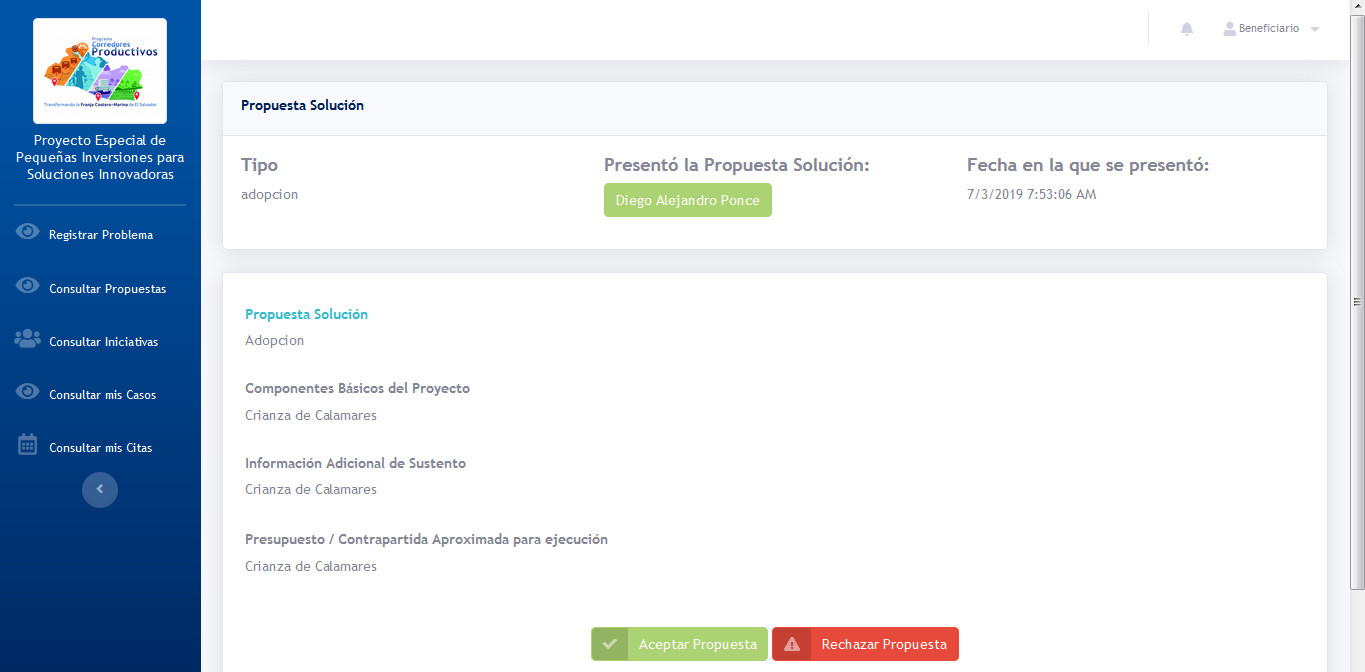 Programa
Corredores
Productivos
Transformando la Franja Costero-Marina de El Salvador
Proyecto Especial de
Pequeñas Inversiones para
Soluciones Innovadoras
Registrar Problema
Consultar Propuestas
Consultar Iniciativas
Consultar mis Casos
Consultar mis Citas
Beneficiario
Propuesta Solución
Tipo
adopcion
Presentó la Propuesta Solución:
Diego Alejandro Ponce
Fecha en la que se presentó:
7/3/2019 7:53:06 AM
Propuesta Solución
Adopcion
Componentes Básicos del Proyecto
Crianza de Calamares
Información Adicional de Sustento
Crianza de Calamares
Presupuesto / Contrapartida Aproximada para ejecución
Crianza de Calamares
Aceptar Propuesta
Rechazar Propuesta